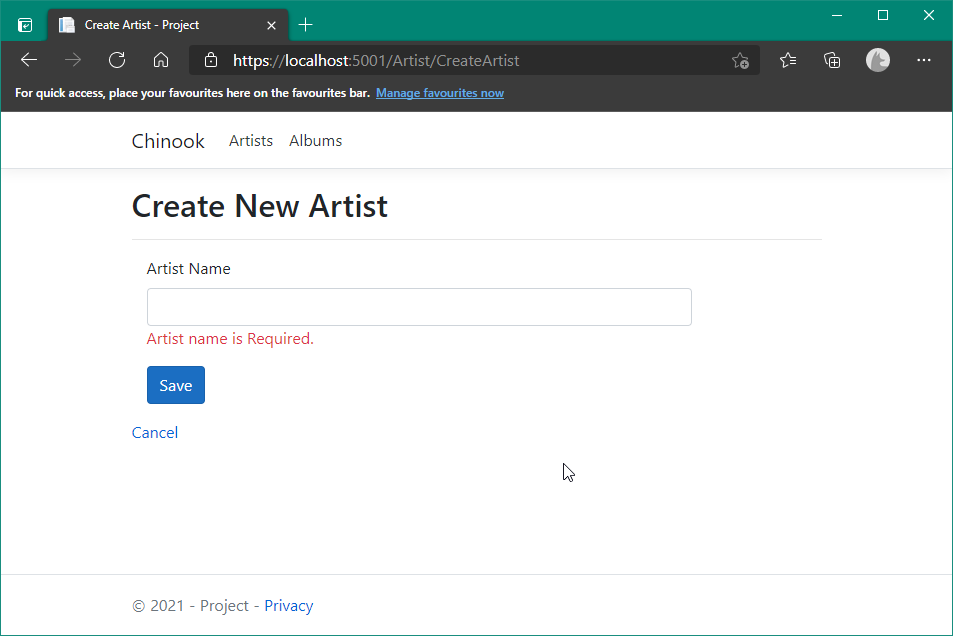 Create Artist - Project
https://localhost:5001/Artist/CreateArtist
For quick access, place your favourites here on the favourites bar. Manage favourites now
Chinook Artists Albums
Create New Artist
Artist Name
Artist name is Required.
Save
Cancel
© 2021 - Project - Privacy